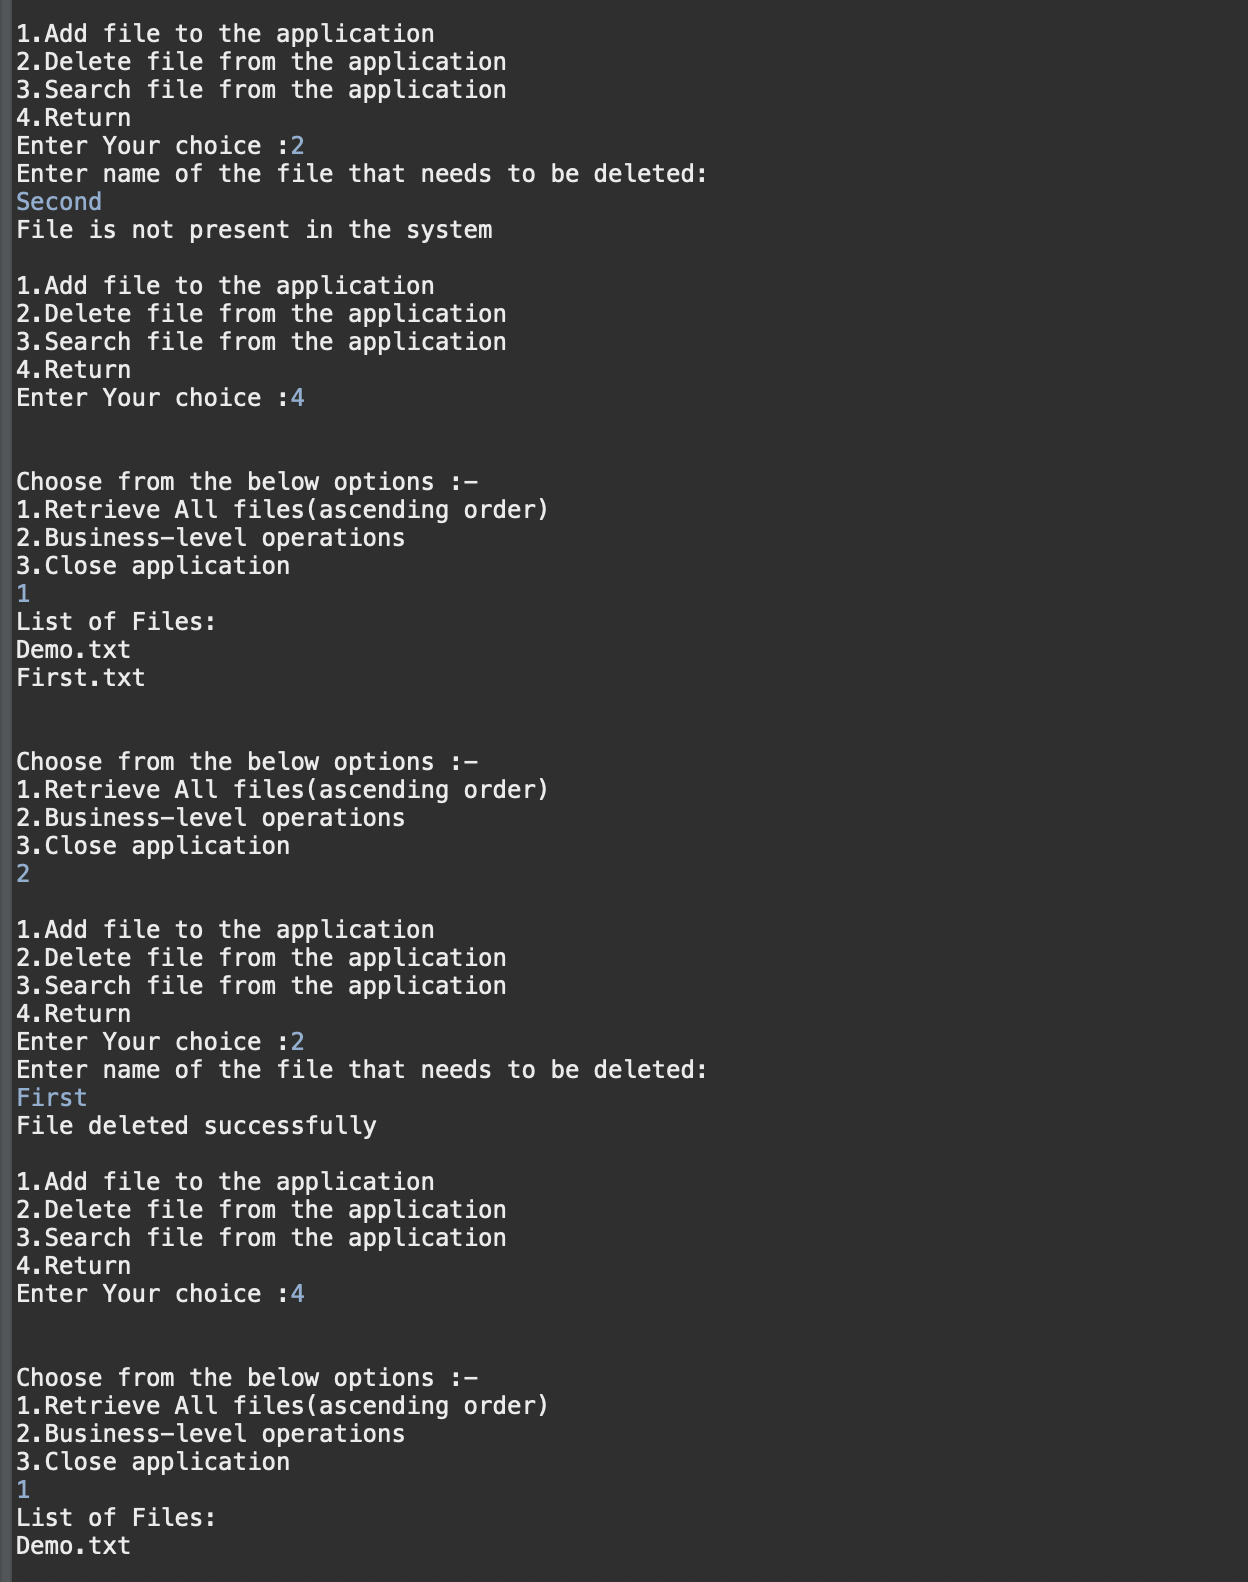 1.Add file to the application
2.Delete file from the application
3.Search file from the application
4.Return
Enter Your choice :2
Enter name of the file that needs to be deleted:
Second
File is not present in the system
1.Add file to the application
2.Delete file from the application
3.Search file from the application
4.Return
Enter Your choice :4
Choose from the below options :–
1.Retrieve All files(ascending order)
2.Business–level operations
3.Close application
1
List of Files:
Demo.txt
First.txt
Choose from the below options :–
1.Retrieve All files(ascending order)
2.Business–level operations
3.Close application
2
1.Add file to the application
2.Delete file from the application
3.Search file from the application
4.Return
Enter Your choice :2
Enter name of the file that needs to be deleted:
First
File deleted successfully
1.Add file to the application
2.Delete file from the application
3.Search file from the application
4.Return
Enter Your choice :4
Choose from the below options :–
1.Retrieve All files(ascending order)
2.Business–level operations
3.Close application
1
List of Files:
Demo.txt